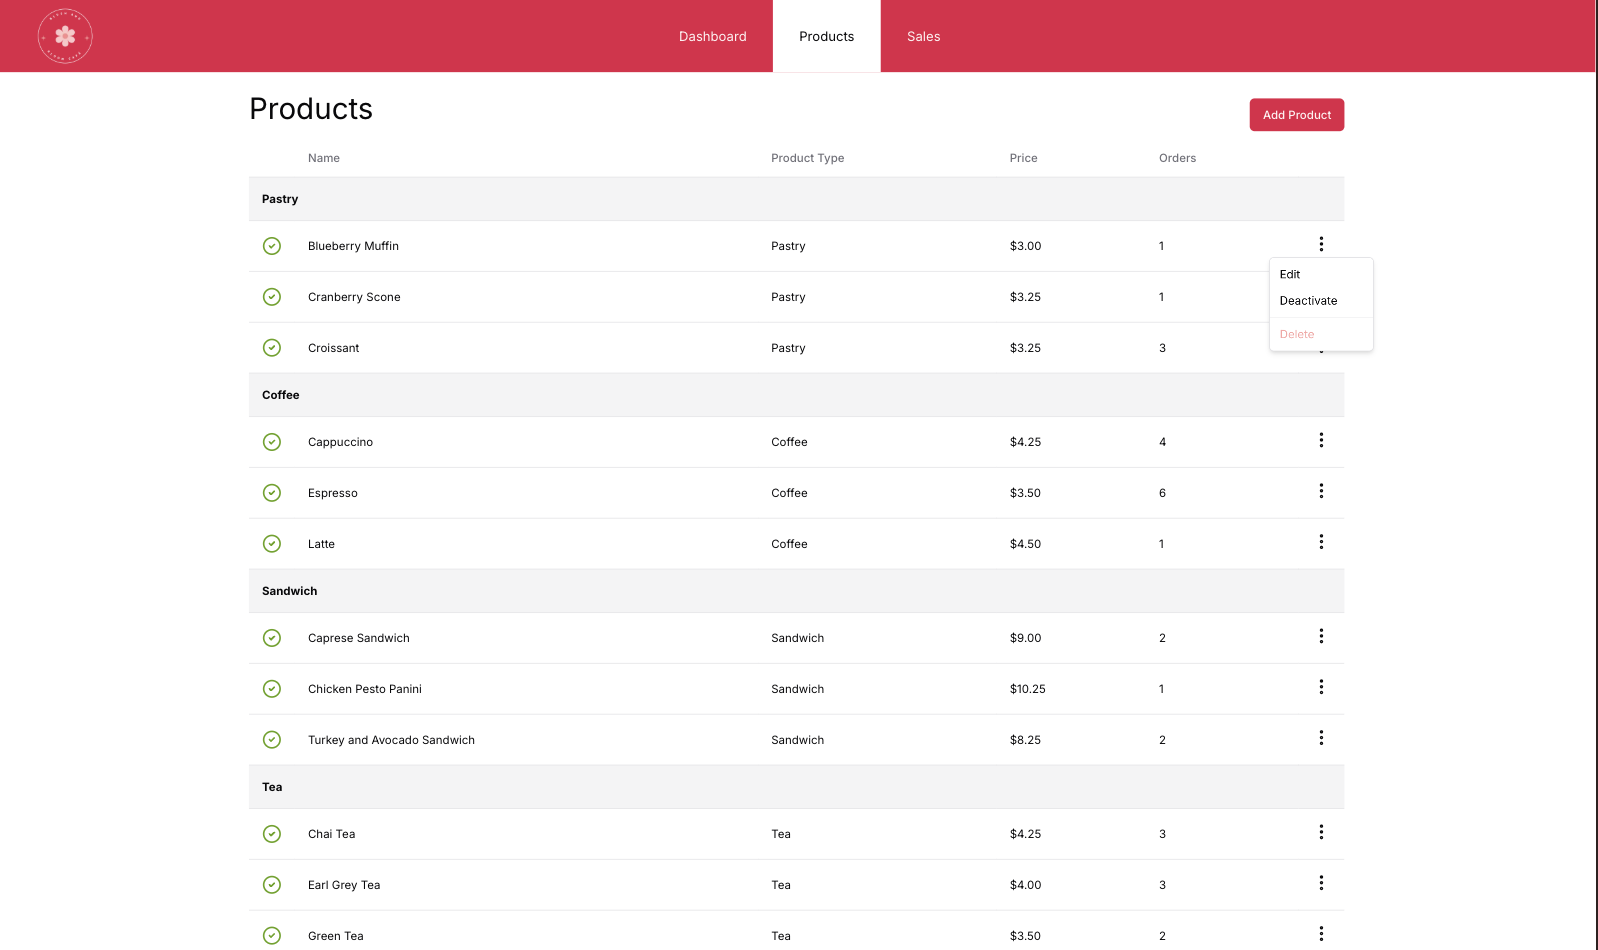 Dashboard
Products
Sales
Products
Add Product
Name Product Type Price Orders
Pastry
Blueberry Muffin Pastry $3.00 1
Edit
Cranberry Scone Pastry $3.25 1
Deactivate
Delete
Croissant Pastry $3.25 3
Coffee
Cappuccino Coffee $4.25 4
Espresso Coffee $3.50 6
Latte Coffee $4.50 1
Sandwich
Caprese Sandwich Sandwich $9.00 2
Chicken Pesto Panini Sandwich $10.25 1
Turkey and Avocado Sandwich Sandwich $8.25 2
Tea
Chai Tea Tea $4.25 3
Earl Grey Tea Tea $4.00 3
Green Tea Tea $3.50 2